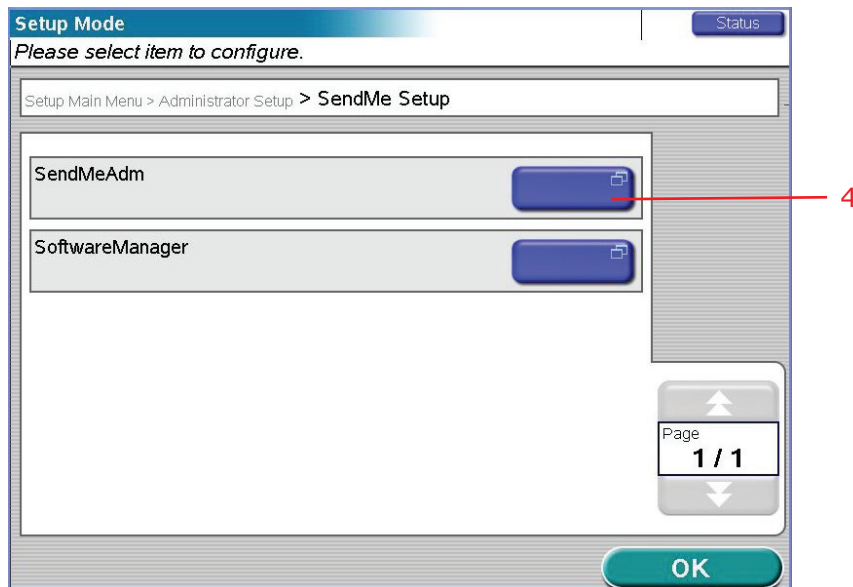 Setup Mode
Status
Please select item to configure.
Setup Main Menu > Administrator Setup > SendMe Setup
SendMeAdm
4
SoftwareManager
Page
1 / 1
OK